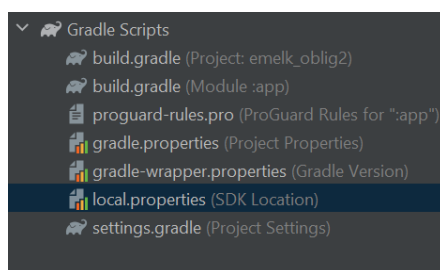 Gradle Scripts
build.gradle (Project: emelk_oblig2)
build.gradle (Module :app)
proguard-rules.pro (ProGuard Rules for ":app")
gradle.properties (Project Properties)
gradle-wrapper.properties (Gradle Version)
local.properties (SDK Location)
settings.gradle (Project Settings)